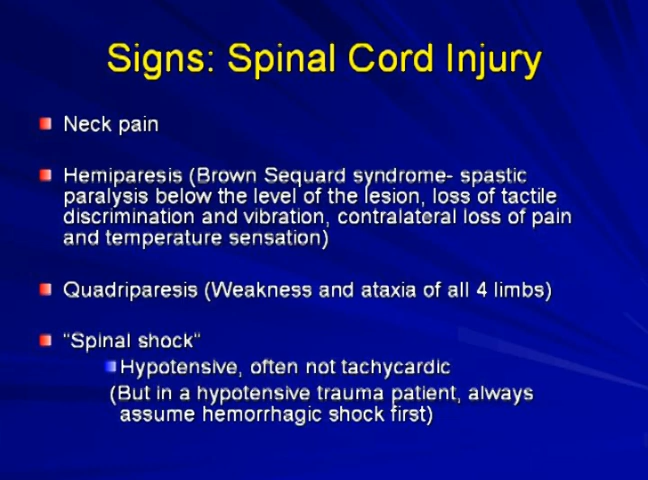 Signs: Spinal Cord Injury
Neck pain
Hemiparesis (Brown Sequard syndrome- spastic
paralysis below the level of the lesion, loss of tactile
discrimination and vibration, contralateral loss of pain
and temperature sensation)
Quadriparesis (Weakness and ataxia of all 4 limbs)
"Spinal shock"
Hypotensive, often not tachycardic
(But in a hypotensive trauma patient, always
assume hemorrhagic shock first)